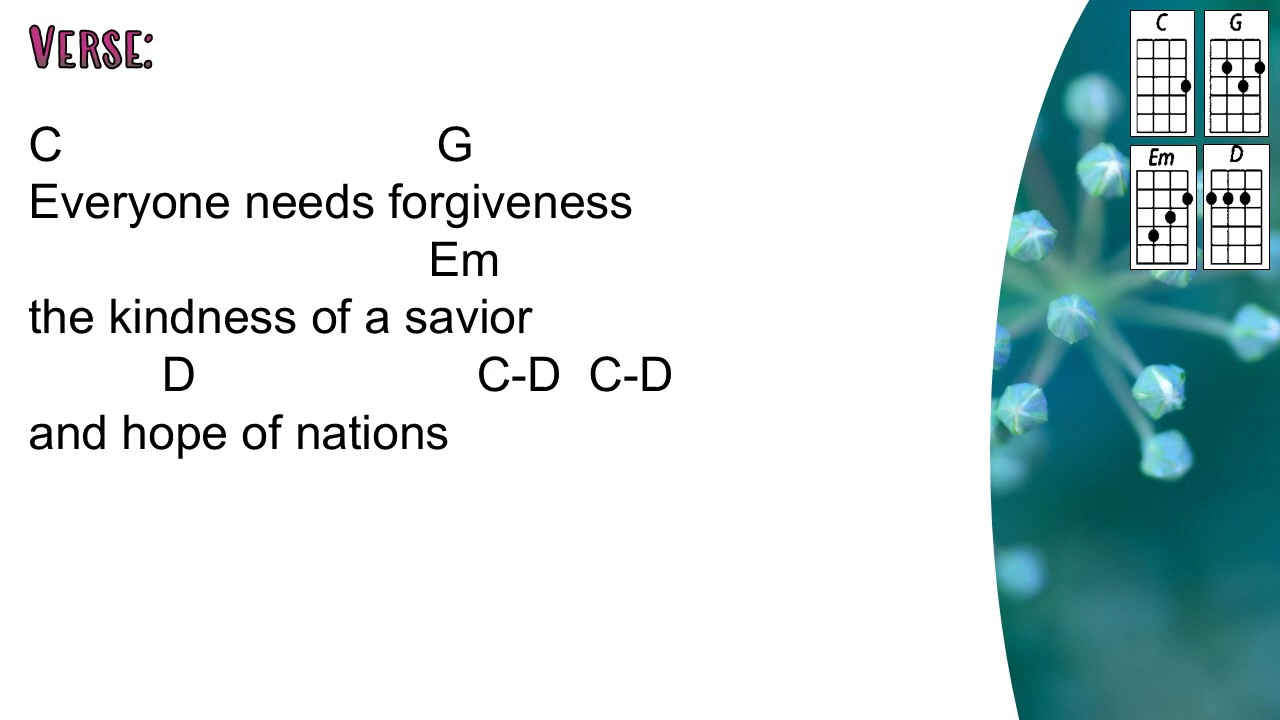 VERSE:
C G
Everyone needs forgiveness
Em
the kindness of a savior
D C-D C-D
and hope of nations
C G
Em D